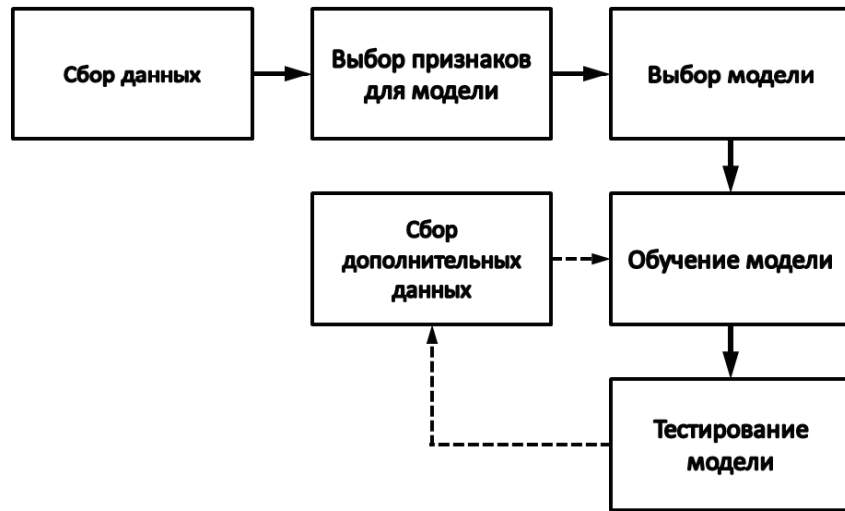 Сбор данных
Выбор признаков
для модели
Выбор модели
Сбор
дополнительных
данных
Обучение модели
Тестирование
модели